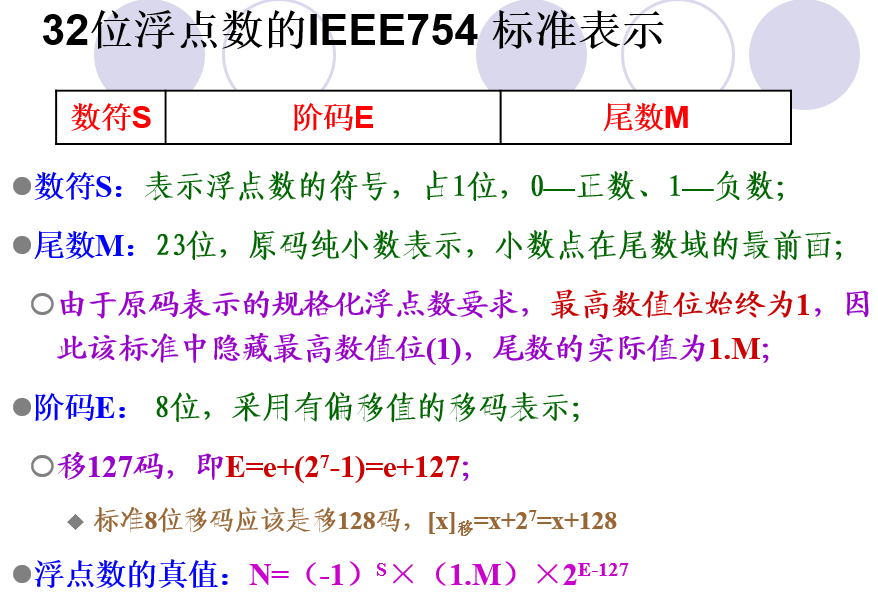 32位浮点数的IEEE754 标准表示
数符S 阶码E 尾数M
数符S：表示浮点数的符号，占1位，0—正数、1—负数；
尾数M：23位，原码纯小数表示，小数点在尾数域的最前面；
由于原码表示的规格化浮点数要求，最高数值位始终为1，因
此该标准中隐藏最高数值位(1)，尾数的实际值为1.M；
阶码E： 8位，采用有偏移值的移码表示；
移127码，即E=e+(2⁷-1)=e+127；
标准8位移码应该是移128码，[x]移=x+2⁷=x+128
浮点数的真值：N=（-1）ˢ×（1.M）×2ᴱ⁻¹²⁷